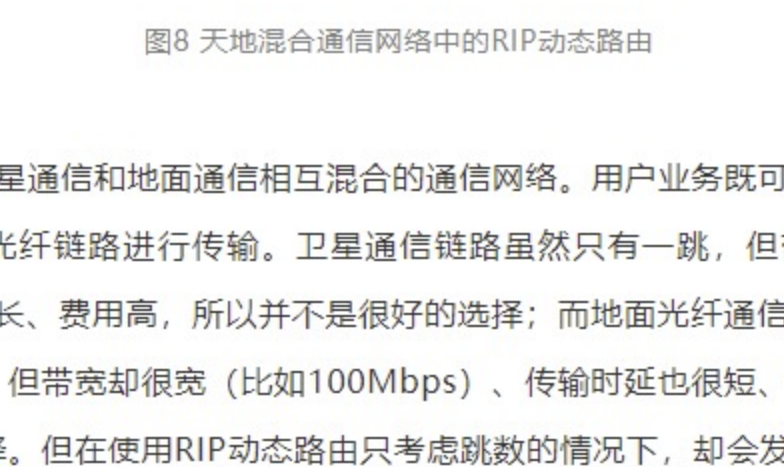 图8 天地混合通信网络中的RIP动态路由
星通信和地面通信相互混合的通信网络。用户业务既可
光纤链路进行传输。卫星通信链路虽然只有一跳，但
长、费用高，所以并不是很好的选择；而地面光纤通信
但带宽却很宽（比如100Mbps）、传输时延也很短、
。但在使用RIP动态路由只考虑跳数的情况下，却会发